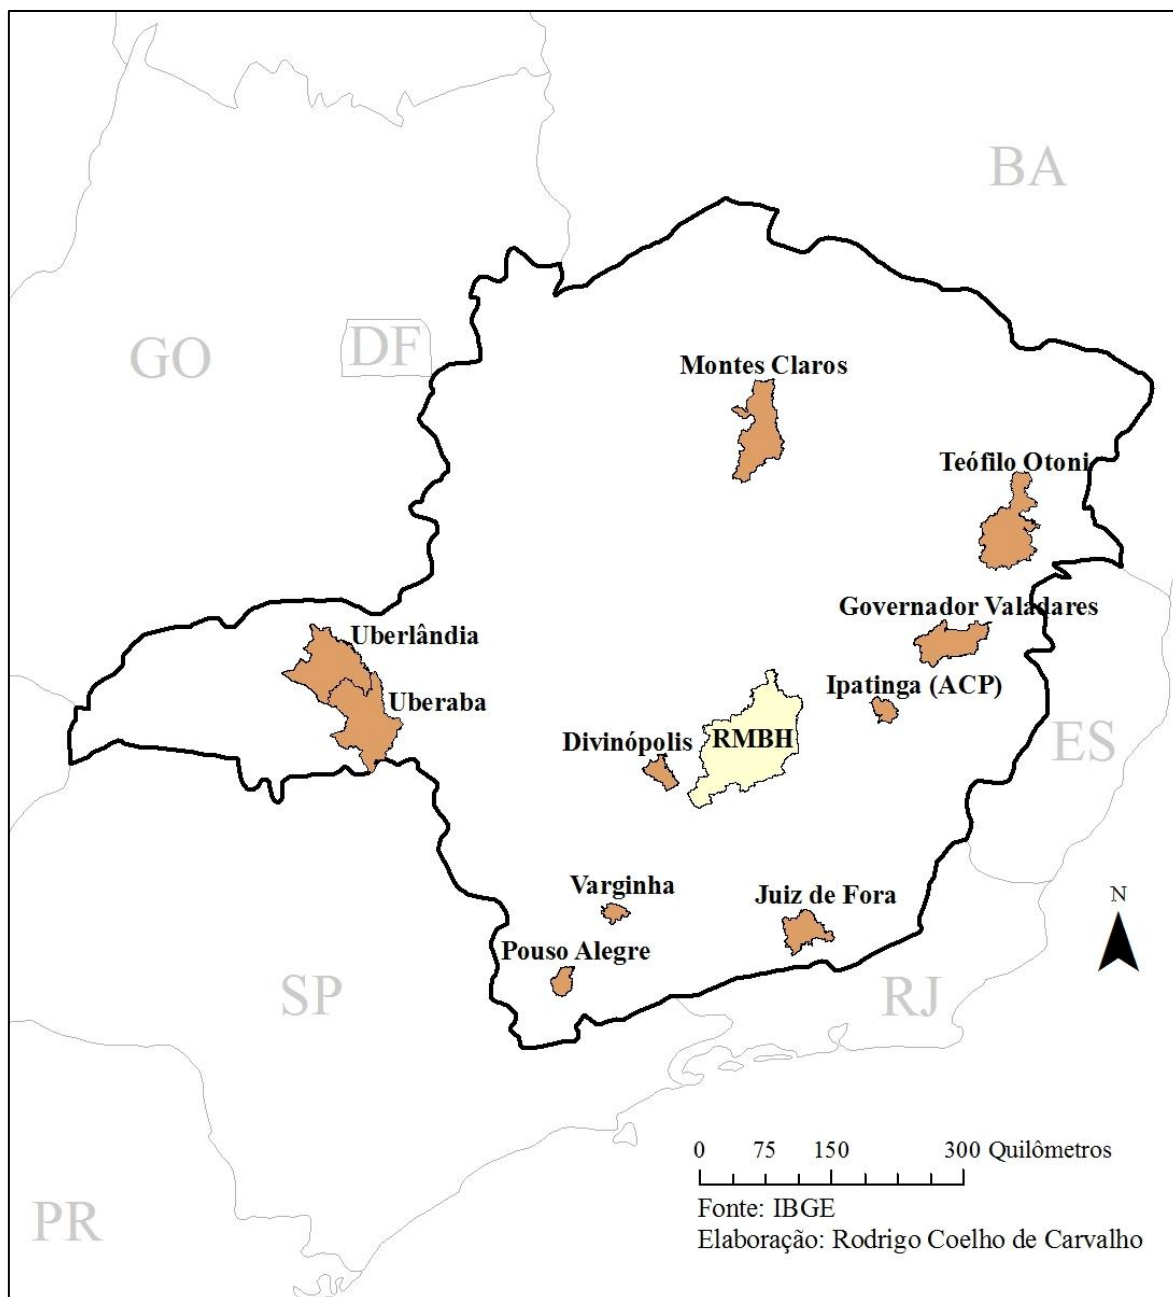 BA
GO
DF
Montes Claros
Teófilo Otoni
Governador Valadares
Uberlândia
Ipatinga (ACP)
Uberaba
Divinópolis
RMBH
ES
Varginha
Juiz de Fora
N
Pouso Alegre
SP
RJ
0 75 150 300 Quilômetros
PR
Fonte: IBGE
Elaboração: Rodrigo Coelho de Carvalho